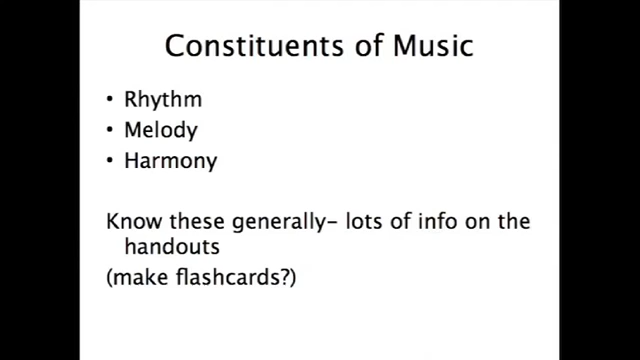 Constituents of Music
• Rhythm
• Melody
• Harmony
Know these generally– lots of info on the
handouts
(make flashcards?)